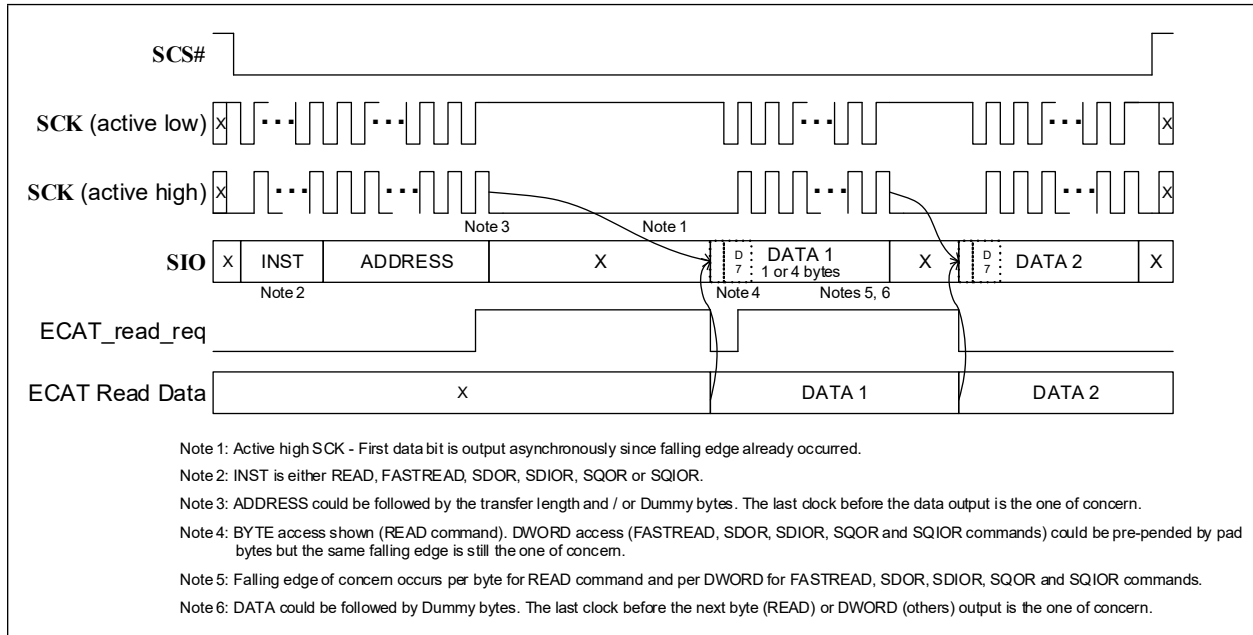 SCS#
SCK (active low) X X
SCK (active high) X X
Note 3 Note 1
SIO X INST ADDRESS X D7 DATA 1 1 or 4 bytes X D7 DATA 2 X
Note 2 Note 4 Notes 5, 6
ECAT_read_req
ECAT Read Data X DATA 1 DATA 2
Note 1: Active high SCK - First data bit is output asynchronously since falling edge already occurred.
Note 2: INST is either READ, FASTREAD, SDOR, SDIOR, SQOR or SQIOR.
Note 3: ADDRESS could be followed by the transfer length and / or Dummy bytes. The last clock before the data output is the one of concern.
Note 4: BYTE access shown (READ command). DWORD access (FASTREAD, SDOR, SDIOR, SQOR and SQIOR commands) could be pre-pended by pad
bytes but the same falling edge is still the one of concern.
Note 5: Falling edge of concern occurs per byte for READ command and per DWORD for FASTREAD, SDOR, SDIOR, SQOR and SQIOR commands.
Note 6: DATA could be followed by Dummy bytes. The last clock before the next byte (READ) or DWORD (others) output is the one of concern.